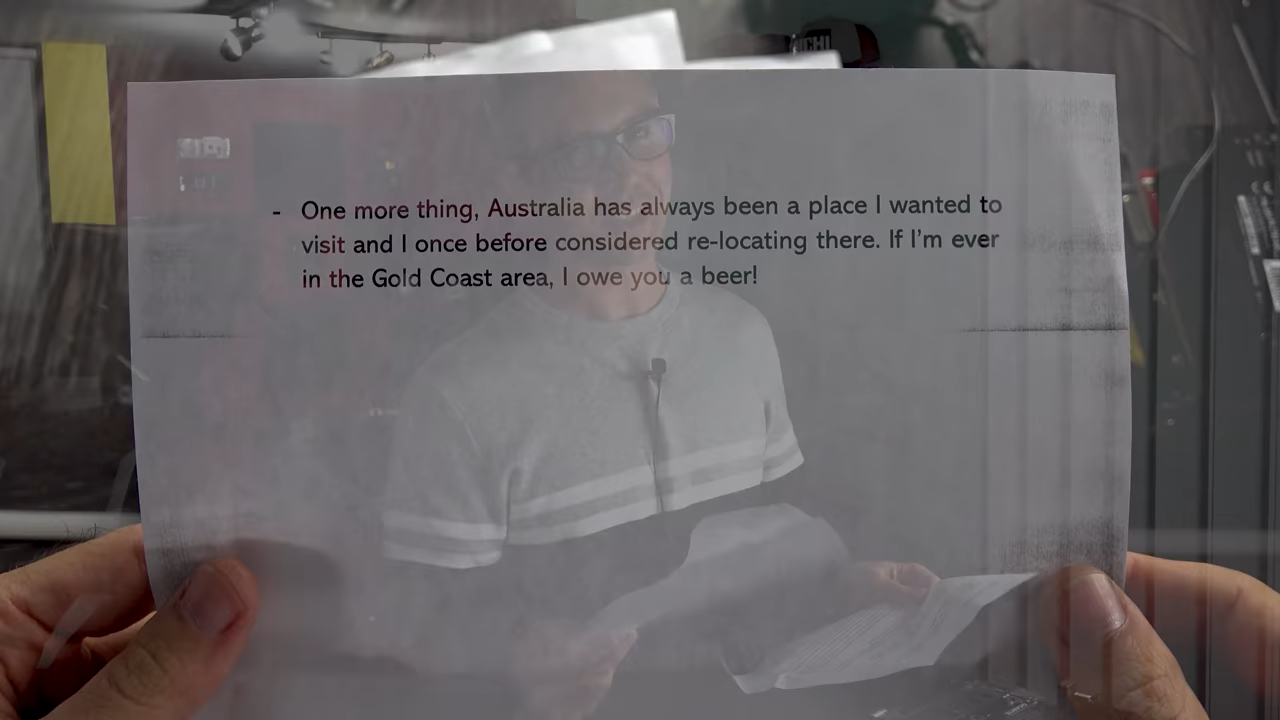 - One more thing, Australia has always been a place I wanted to
visit and I once before considered re-locating there. If I'm ever
in the Gold Coast area, I owe you a beer!